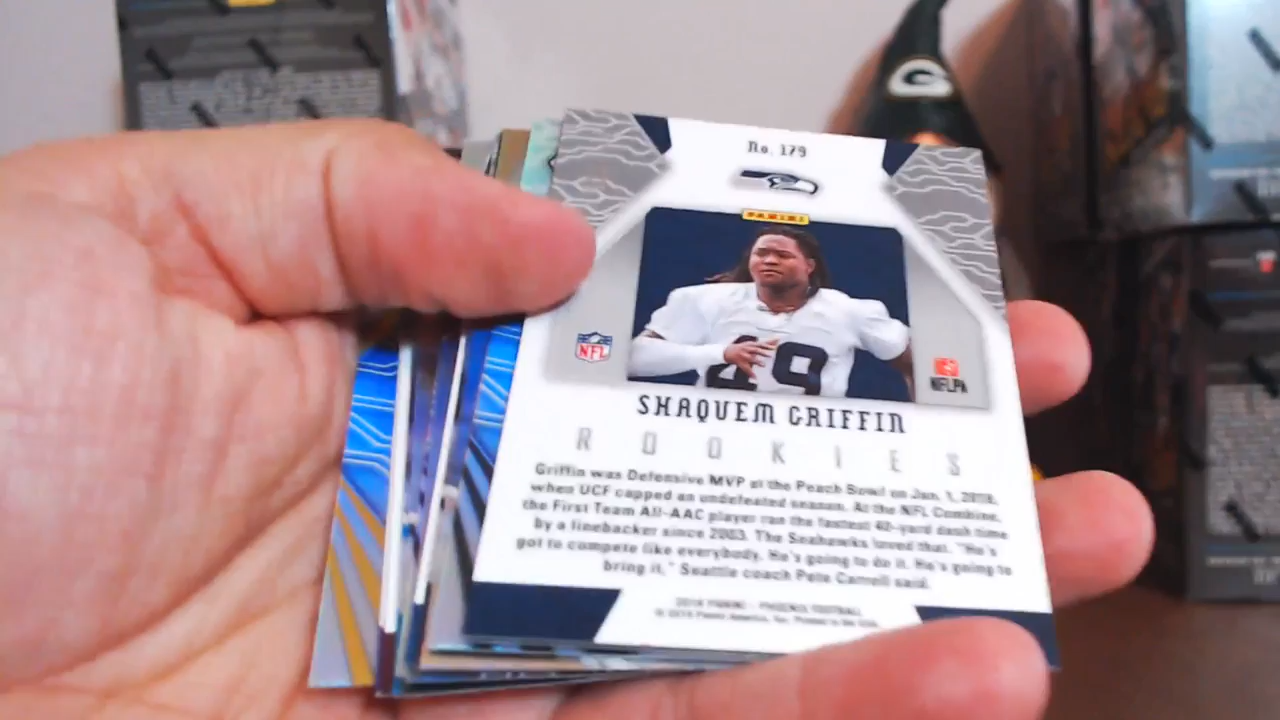 No. 179
PANINI
49
NFL
NFLPA
SHAQUEM GRIFFIN
ROOKIES
Griffin was Defensive MVP at the Peach Bowl on Jan. 1, 2018,
when UCF capped an undefeated season. At the NFL Combine,
the First Team All-AAC player ran the fastest 40-yard dash time
by a linebacker since 2003. The Seahawks loved that. "He's
got to compete like everybody. He's going to do it. He's going to
bring it," Seattle coach Pete Carroll said.
2018 PANINI - PHOENIX FOOTBALL
© 2018 Panini America, Inc. Printed in the USA.
G